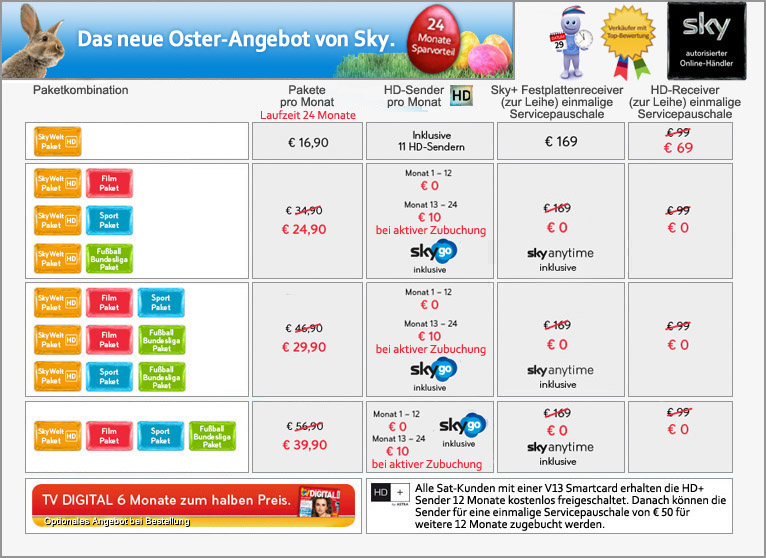 Das neue Oster-Angebot von Sky.
24
Monate
Sparvorteil
29
Verkäufer mit
Top-Bewertung
sky
autorisierter
Online-Händler
Paketkombination
Pakete
pro Monat
Laufzeit 24 Monate
HD-Sender
pro Monat
HD
Sky+ Festplattenreceiver
(zur Leihe) einmalige
Servicepauschale
HD-Receiver
(zur Leihe) einmalige
Servicepauschale
Sky Welt
Paket HD
€ 16,90
Inklusive
11 HD-Sendern
€ 169
€ 99
€ 69
Sky Welt
Paket HD
Film
Paket
Sky Welt
Paket HD
Sport
Paket
Sky Welt
Paket HD
Fußball
Bundesliga
Paket
€ 34,90
€ 24,90
Monat 1 – 12
€ 0
Monat 13 – 24
€ 10
bei aktiver Zubuchung
sky go
inklusive
€ 169
€ 0
sky anytime
inklusive
€ 99
€ 0
Sky Welt
Paket HD
Film
Paket
Sport
Paket
Sky Welt
Paket HD
Film
Paket
Fußball
Bundesliga
Paket
Sky Welt
Paket HD
Sport
Paket
Fußball
Bundesliga
Paket
€ 46,90
€ 29,90
Monat 1 – 12
€ 0
Monat 13 – 24
€ 10
bei aktiver Zubuchung
sky go
inklusive
€ 169
€ 0
sky anytime
inklusive
€ 99
€ 0
Sky Welt
Paket HD
Film
Paket
Sport
Paket
Fußball
Bundesliga
Paket
€ 56,90
€ 39,90
Monat 1 – 12
€ 0
Monat 13 – 24
€ 10
bei aktiver Zubuchung
sky go
inklusive
€ 169
€ 0
sky anytime
inklusive
€ 99
€ 0
TV DIGITAL 6 Monate zum halben Preis.
DIGITAL
Optionales Angebot bei Bestellung
HD +
by ASTRA
Alle Sat-Kunden mit einer V13 Smartcard erhalten die HD+
Sender 12 Monate kostenlos freigeschaltet. Danach können die
Sender für eine einmalige Servicepauschale von € 50 für
weitere 12 Monate zugebucht werden.